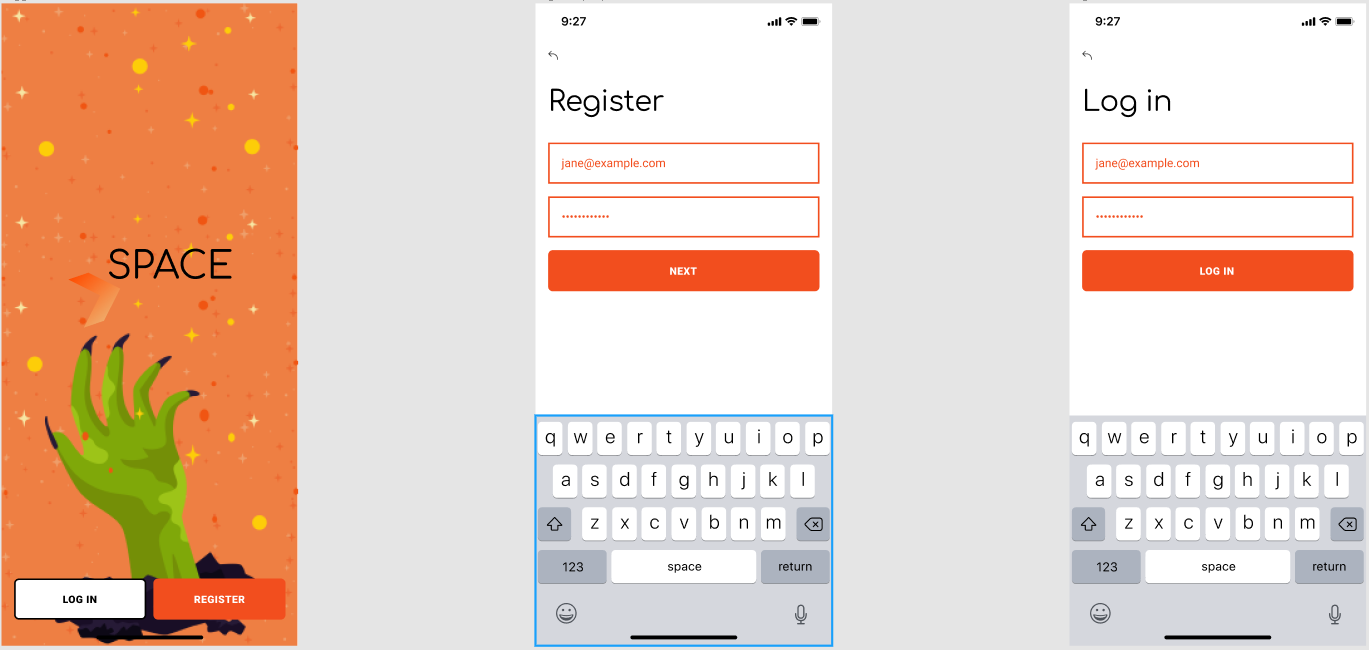 SPACE
LOG IN
REGISTER
9:27
Register
jane@example.com
••••••••••••
NEXT
q w e r t y u i o p
a s d f g h j k l
z x c v b n m
123 space return
9:27
Log in
jane@example.com
••••••••••••
LOG IN
q w e r t y u i o p
a s d f g h j k l
z x c v b n m
123 space return